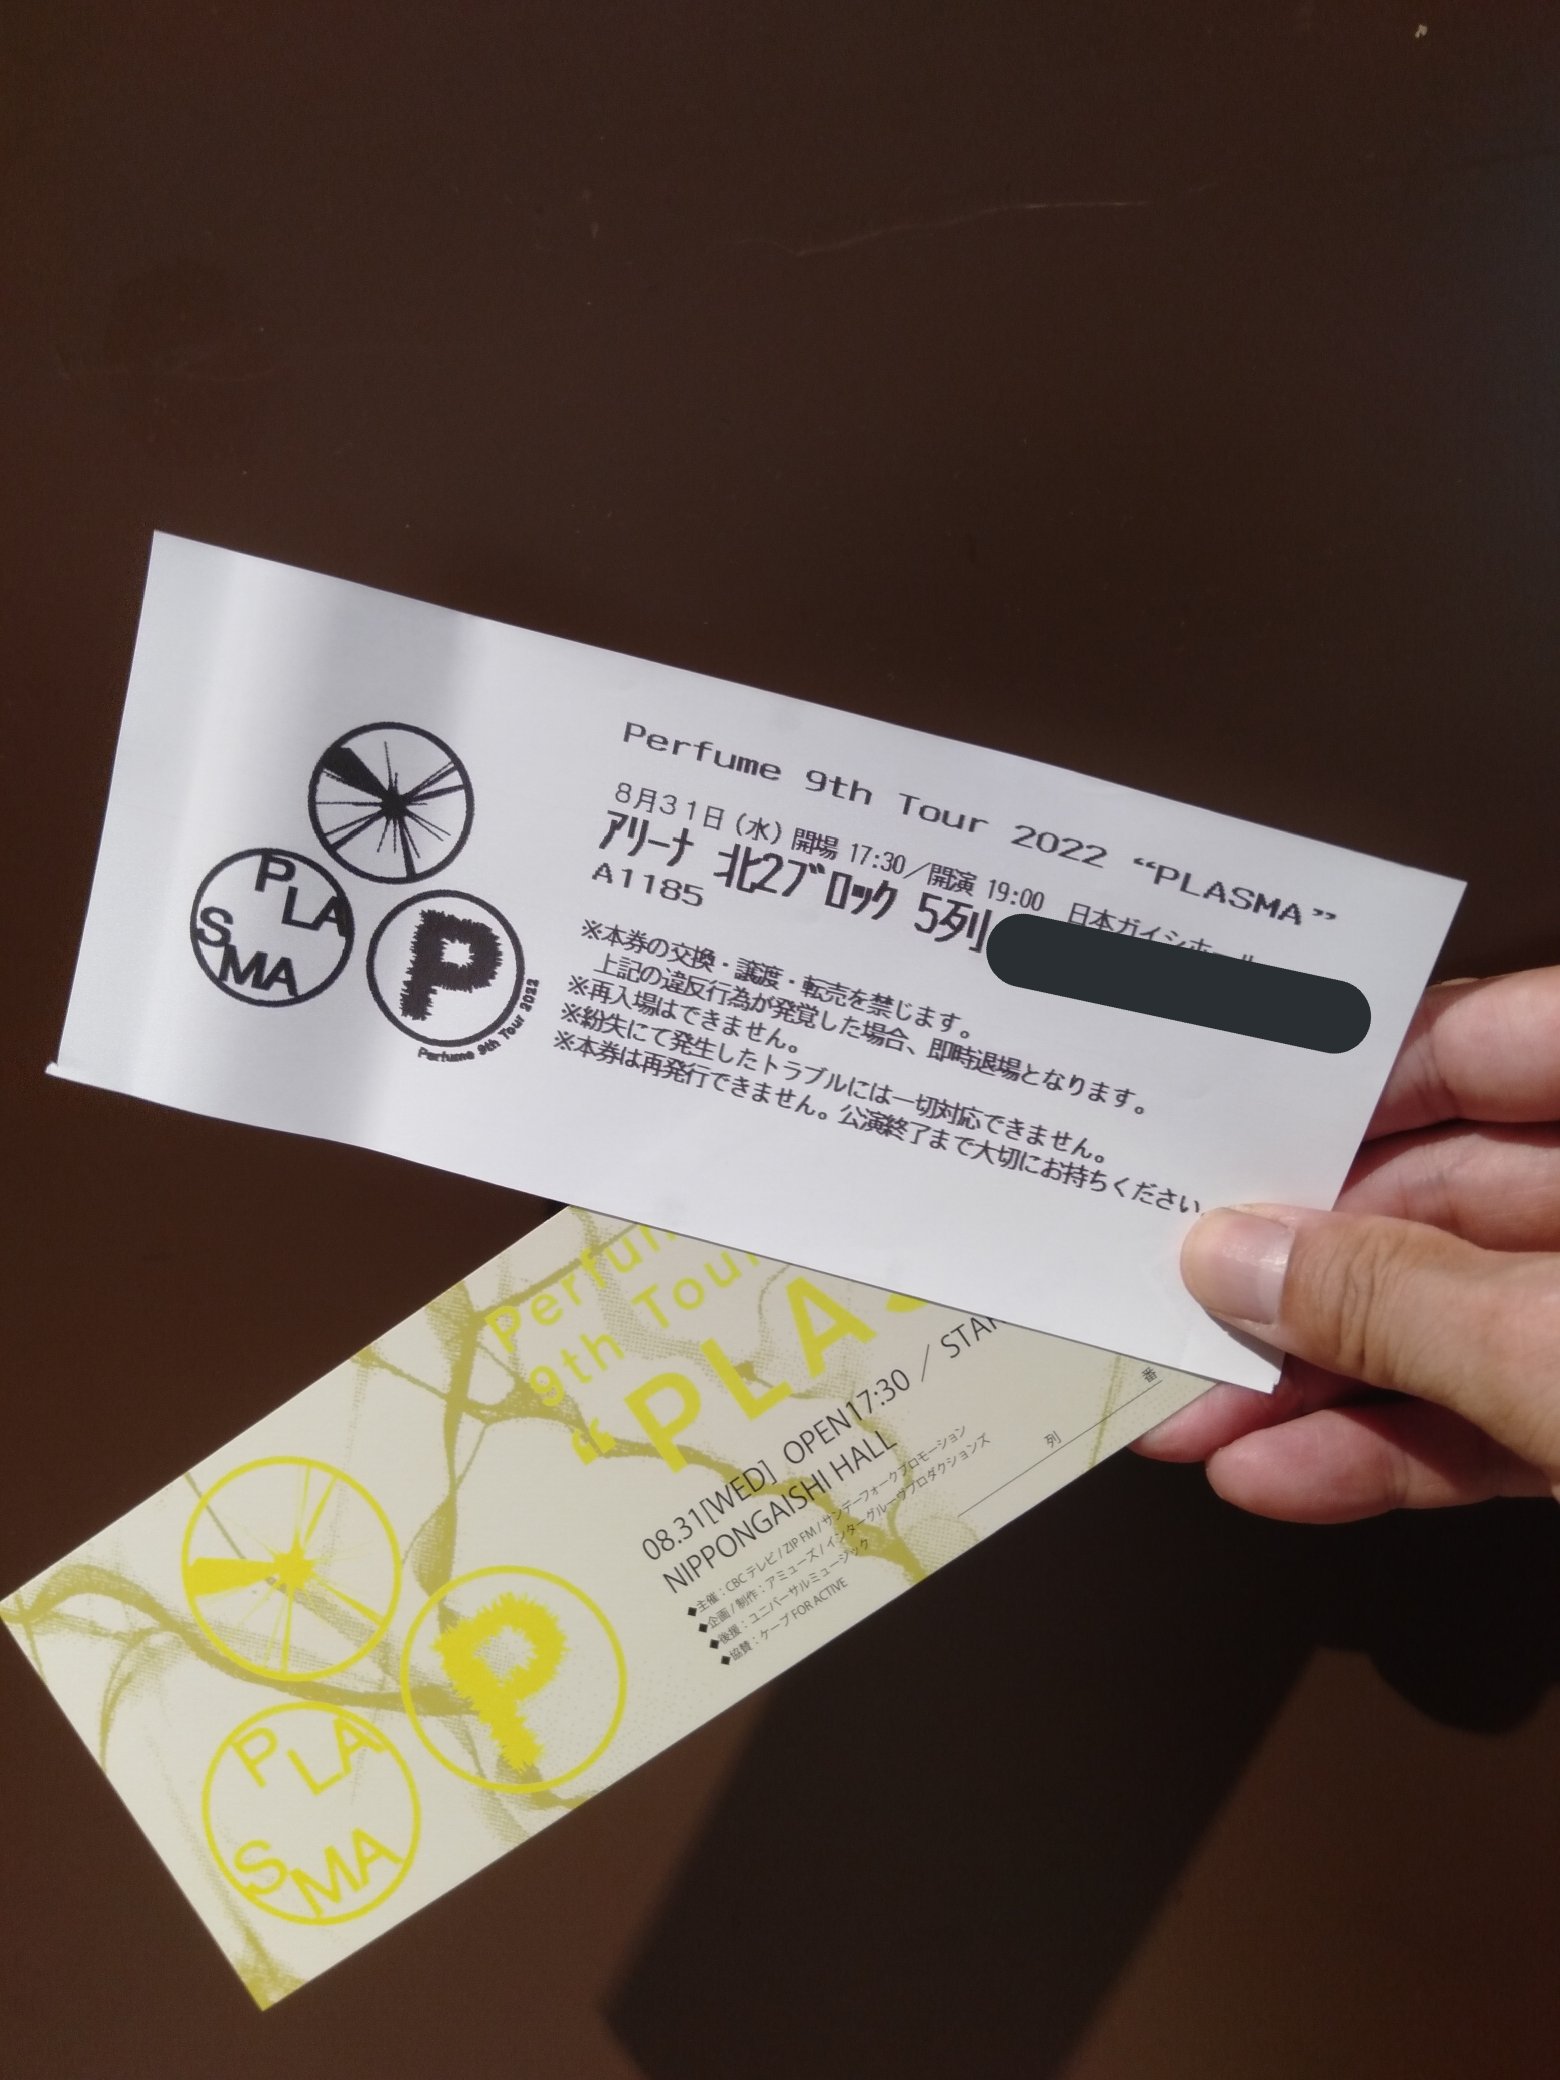 Perfume 9th Tour 2022 “PLASMA”
8月31日（水）開場 17:30／開演 19:00 日本ガイシホール
アリーナ 北2ブロック 5列
A1185
※本券の交換・譲渡・転売を禁じます。
上記の違反行為が発覚した場合、即時退場となります。
※再入場はできません。
※紛失にて発生したトラブルには一切対応できません。
※本券は再発行できません。公演終了まで大切にお持ちください。
PLA
SMA
P
Perfume 9th Tour 2022
Perfum
9th Tour
“PLAS
08.31[WED] OPEN17:30 / STAR
NIPPONGAISHI HALL
◆主催：CBCテレビ / ZIP FM / サンデーフォークプロモーション
◆企画 / 制作：アミューズ / インターグルーヴプロダクションズ
◆後援：ユニバーサルミュージック
◆協賛：ケープ FOR ACTIVE
列
番
P
PLA
SMA